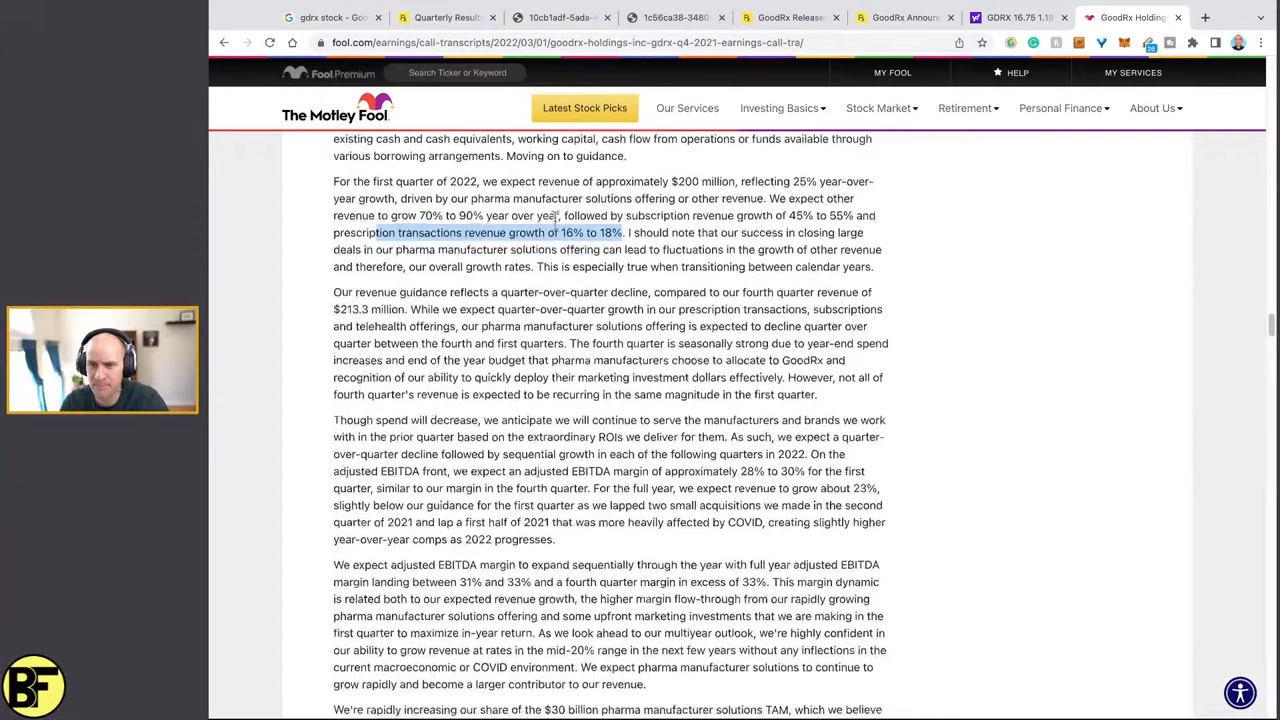 gdrx stock - Goo
Quarterly Results
10cb1adf-5ada-4
1c56ca38-3480-
GoodRx Releases
GoodRx Announc
GDRX 16.75 1.19
GoodRx Holdings
fool.com/earnings/call-transcripts/2022/03/01/goodrx-holdings-inc-gdrx-q4-2021-earnings-call-tra/
26
Fool Premium
Search Ticker or Keyword
MY FOOL
HELP
MY SERVICES
The Motley Fool
Latest Stock Picks
Our Services
Investing Basics
Stock Market
Retirement
Personal Finance
About Us
existing cash and cash equivalents, working capital, cash flow from operations or funds available through
various borrowing arrangements. Moving on to guidance.
For the first quarter of 2022, we expect revenue of approximately $200 million, reflecting 25% year-over-
year growth, driven by our pharma manufacturer solutions offering or other revenue. We expect other
revenue to grow 70% to 90% year over year, followed by subscription revenue growth of 45% to 55% and
prescription transactions revenue growth of 16% to 18%. I should note that our success in closing large
deals in our pharma manufacturer solutions offering can lead to fluctuations in the growth of other revenue
and therefore, our overall growth rates. This is especially true when transitioning between calendar years.
Our revenue guidance reflects a quarter-over-quarter decline, compared to our fourth quarter revenue of
$213.3 million. While we expect quarter-over-quarter growth in our prescription transactions, subscriptions
and telehealth offerings, our pharma manufacturer solutions offering is expected to decline quarter over
quarter between the fourth and first quarters. The fourth quarter is seasonally strong due to year-end spend
increases and end of the year budget that pharma manufacturers choose to allocate to GoodRx and
recognition of our ability to quickly deploy their marketing investment dollars effectively. However, not all of
fourth quarter's revenue is expected to be recurring in the same magnitude in the first quarter.
Though spend will decrease, we anticipate we will continue to serve the manufacturers and brands we work
with in the prior quarter based on the extraordinary ROIs we deliver for them. As such, we expect a quarter-
over-quarter decline followed by sequential growth in each of the following quarters in 2022. On the
adjusted EBITDA front, we expect an adjusted EBITDA margin of approximately 28% to 30% for the first
quarter, similar to our margin in the fourth quarter. For the full year, we expect revenue to grow about 23%,
slightly below our guidance for the first quarter as we lapped two small acquisitions we made in the second
quarter of 2021 and lap a first half of 2021 that was more heavily affected by COVID, creating slightly higher
year-over-year comps as 2022 progresses.
We expect adjusted EBITDA margin to expand sequentially through the year with full year adjusted EBITDA
margin landing between 31% and 33% and a fourth quarter margin in excess of 33%. This margin dynamic
is related both to our expected revenue growth, the higher margin flow-through from our rapidly growing
pharma manufacturer solutions offering and some upfront marketing investments that we are making in the
first quarter to maximize in-year return. As we look ahead to our multiyear outlook, we're highly confident in
our ability to grow revenue at rates in the mid-20% range in the next few years without any inflections in the
current macroeconomic or COVID environment. We expect pharma manufacturer solutions to continue to
grow rapidly and become a larger contributor to our revenue.
We're rapidly increasing our share of the $30 billion pharma manufacturer solutions TAM, which we believe
BF